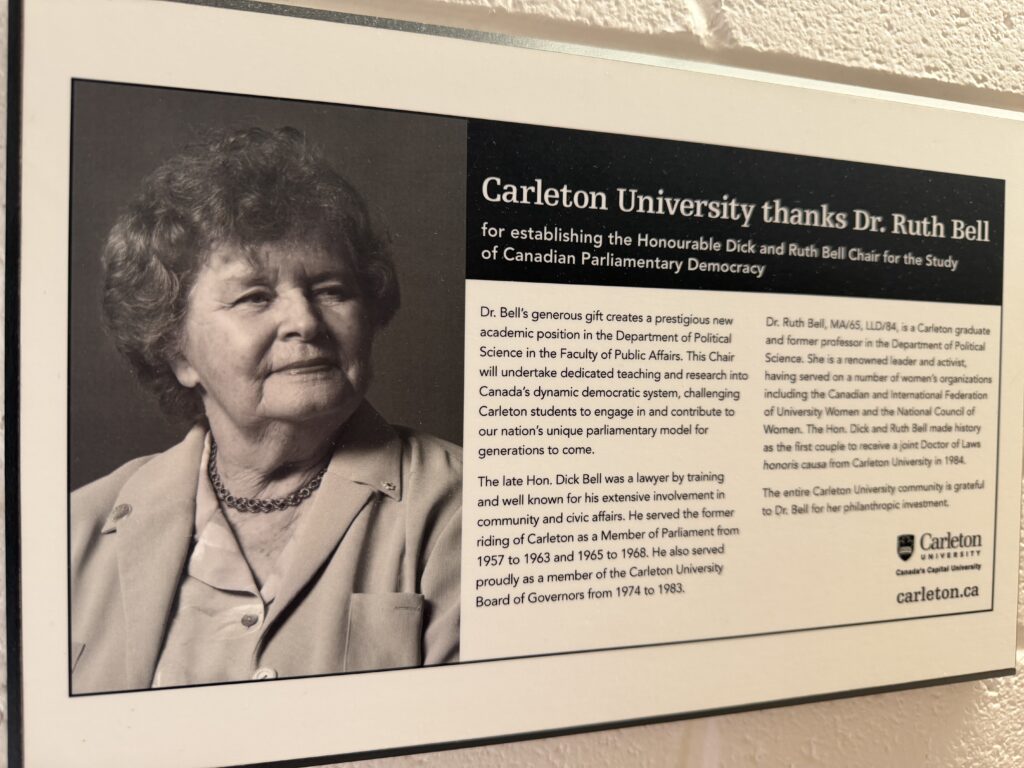 Carleton University thanks Dr. Ruth Bell
for establishing the Honourable Dick and Ruth Bell Chair for the Study
of Canadian Parliamentary Democracy
Dr. Bell's generous gift creates a prestigious new
academic position in the Department of Political
Science in the Faculty of Public Affairs. This Chair
will undertake dedicated teaching and research into
Canada's dynamic democratic system, challenging
Carleton students to engage in and contribute to
our nation's unique parliamentary model for
generations to come.
The late Hon. Dick Bell was a lawyer by training
and well known for his extensive involvement in
community and civic affairs. He served the former
riding of Carleton as a Member of Parliament from
1957 to 1963 and 1965 to 1968. He also served
proudly as a member of the Carleton University
Board of Governors from 1974 to 1983.
Dr. Ruth Bell, MA/65, LLD/84, is a Carleton graduate
and former professor in the Department of Political
Science. She is a renowned leader and activist,
having served on a number of women's organizations
including the Canadian and International Federation
of University Women and the National Council of
Women. The Hon. Dick and Ruth Bell made history
as the first couple to receive a joint Doctor of Laws
honoris causa from Carleton University in 1984.
The entire Carleton University community is grateful
to Dr. Bell for her philanthropic investment.
Carleton
UNIVERSITY
Canada's Capital University
carleton.ca